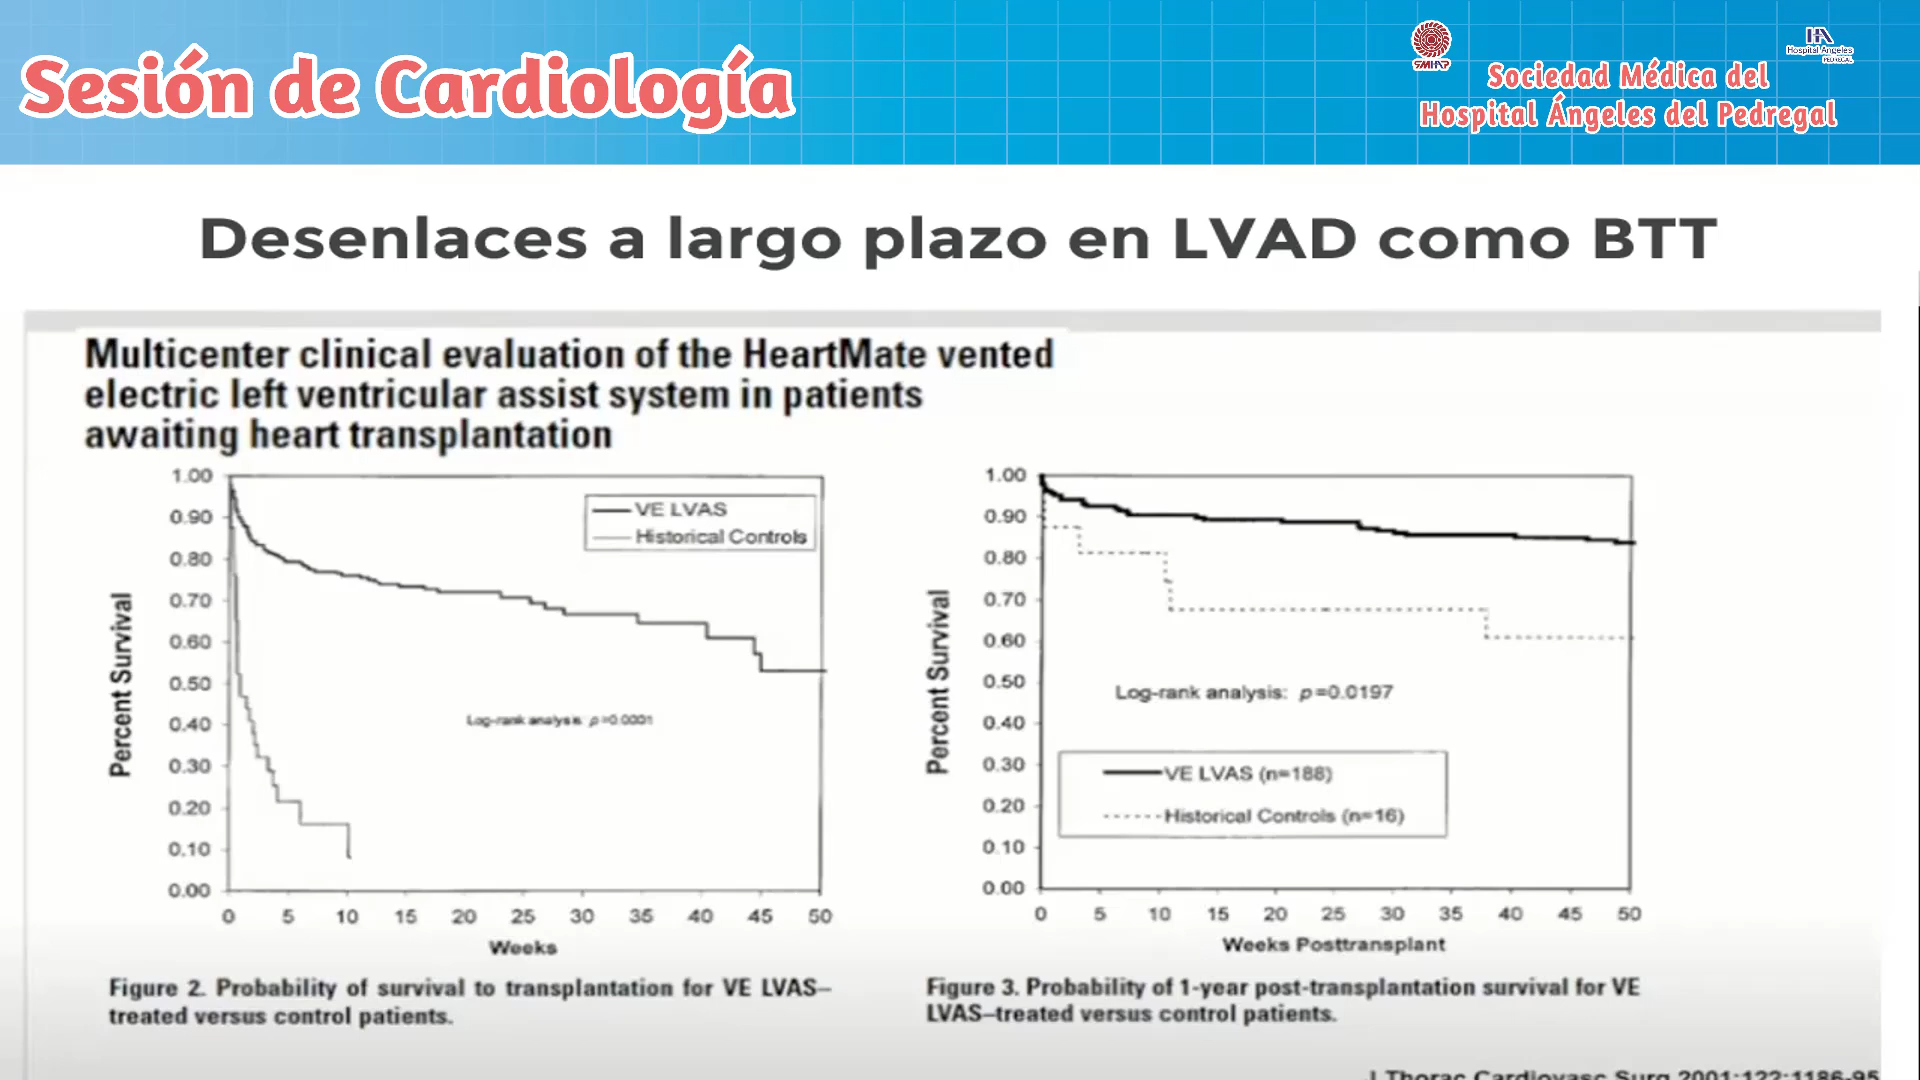 Sesión de Cardiología
SMHAP
Hospital Angeles
PEDREGAL
Sociedad Médica del
Hospital Ángeles del Pedregal
Desenlaces a largo plazo en LVAD como BTT
Multicenter clinical evaluation of the HeartMate vented
electric left ventricular assist system in patients
awaiting heart transplantation
Percent Survival
1.00
0.90
0.80
0.70
0.60
0.50
0.40
0.30
0.20
0.10
0.00
VE LVAS
Historical Controls
Log-rank analysis: p=0.0001
0 5 10 15 20 25 30 35 40 45 50
Weeks
Figure 2. Probability of survival to transplantation for VE LVAS–
treated versus control patients.
Percent Survival
1.00
0.90
0.80
0.70
0.60
0.50
0.40
0.30
0.20
0.10
0.00
Log-rank analysis: p=0.0197
VE LVAS (n=188)
Historical Controls (n=16)
0 5 10 15 20 25 30 35 40 45 50
Weeks Posttransplant
Figure 3. Probability of 1-year post-transplantation survival for VE
LVAS–treated versus control patients.
J Thorac Cardiovasc Surg 2001;122:1186-95